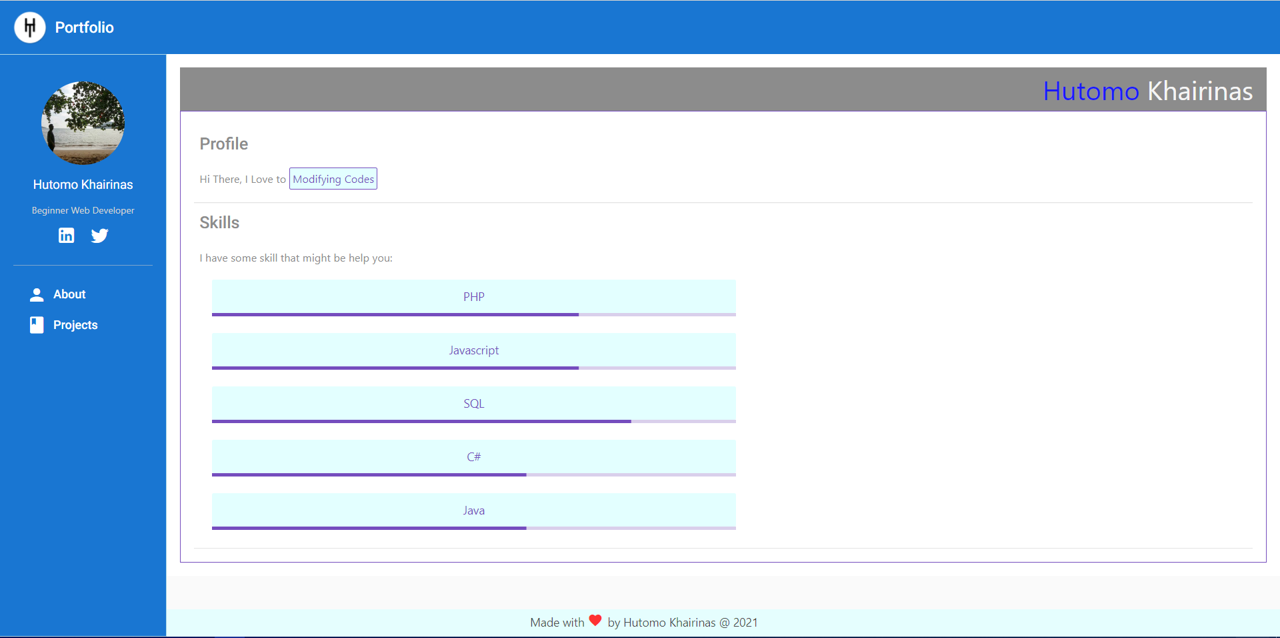 Portfolio
Hutomo Khairinas
Beginner Web Developer
About
Projects
Hutomo Khairinas
Profile
Hi There, I Love to Modifying Codes
Skills
I have some skill that might be help you:
PHP
Javascript
SQL
C#
Java
Made with ❤️ by Hutomo Khairinas @ 2021